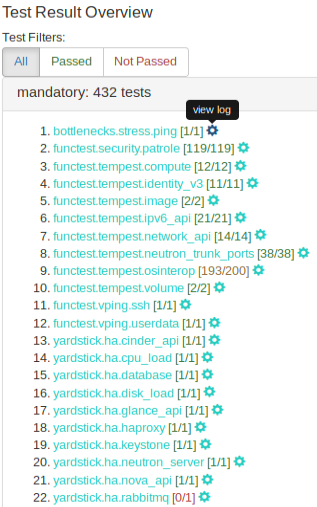 Test Result Overview
Test Filters:
All Passed Not Passed
mandatory: 432 tests
view log
1. bottlenecks.stress.ping [1/1]
2. functest.security.patrole [119/119]
3. functest.tempest.compute [12/12]
4. functest.tempest.identity_v3 [11/11]
5. functest.tempest.image [2/2]
6. functest.tempest.ipv6_api [21/21]
7. functest.tempest.network_api [14/14]
8. functest.tempest.neutron_trunk_ports [38/38]
9. functest.tempest.osinterop [193/200]
10. functest.tempest.volume [2/2]
11. functest.vping.ssh [1/1]
12. functest.vping.userdata [1/1]
13. yardstick.ha.cinder_api [1/1]
14. yardstick.ha.cpu_load [1/1]
15. yardstick.ha.database [1/1]
16. yardstick.ha.disk_load [1/1]
17. yardstick.ha.glance_api [1/1]
18. yardstick.ha.haproxy [1/1]
19. yardstick.ha.keystone [1/1]
20. yardstick.ha.neutron_server [1/1]
21. yardstick.ha.nova_api [1/1]
22. yardstick.ha.rabbitmq [0/1]